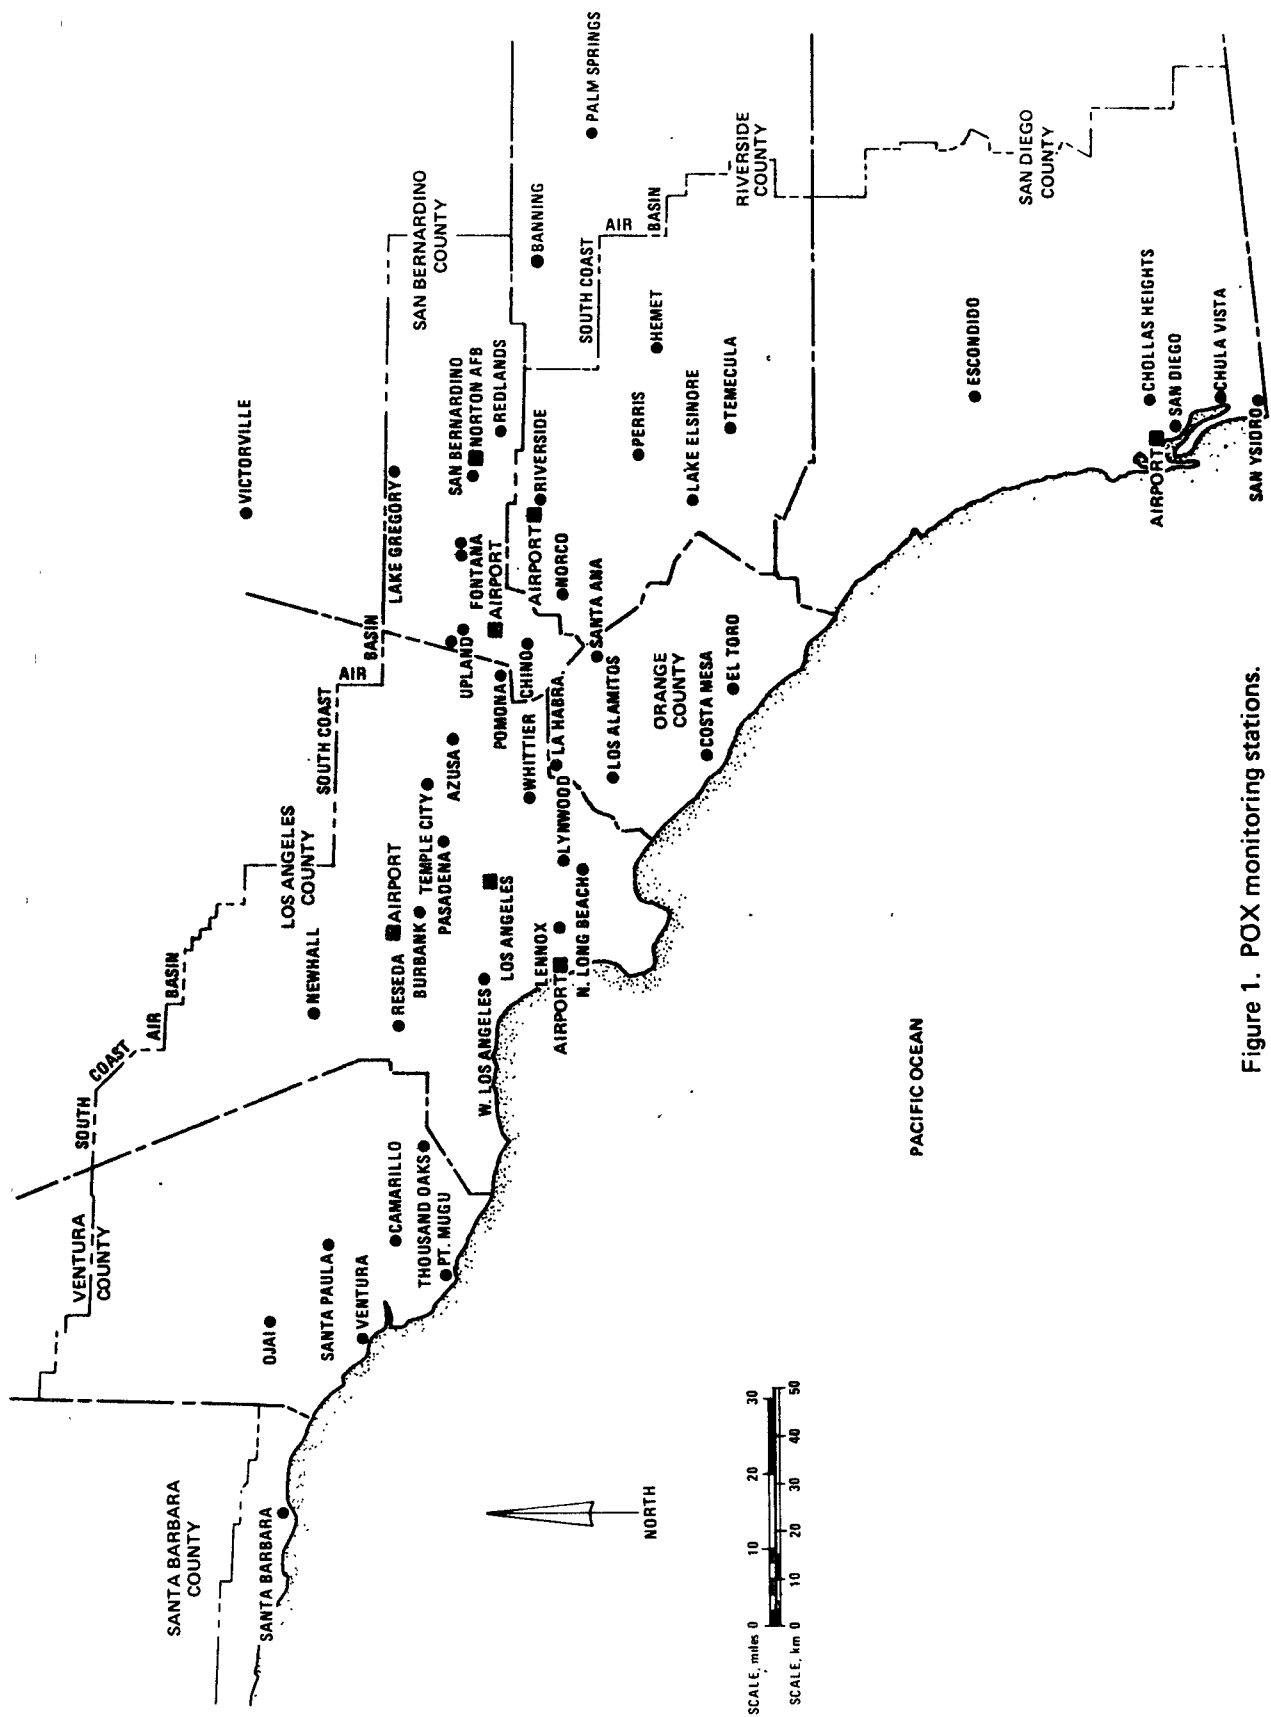 SANTA BARBARA
COUNTY
SANTA BARBARA
VENTURA
COUNTY
SOUTH
COAST
AIR
BASIN
OJAI
SANTA PAULA
VENTURA
CAMARILLO
THOUSAND OAKS
PT. MUGU
LOS ANGELES
COUNTY
NEWHALL
SOUTH COAST
AIR
BASIN
RESEDA
AIRPORT
BURBANK
TEMPLE CITY
PASADENA
AZUSA
W. LOS ANGELES
LOS ANGELES
LENNOX
AIRPORT
N. LONG BEACH
LYNWOOD
WHITTIER
LA HABRA
POMONA
UPLAND
CHINO
VICTORVILLE
LAKE GREGORY
SAN BERNARDINO
COUNTY
FONTANA
AIRPORT
SAN BERNARDINO
NORTON AFB
REDLANDS
AIRPORT
RIVERSIDE
NORCO
SANTA ANA
LOS ALAMITOS
ORANGE
COUNTY
COSTA MESA
EL TORO
BANNING
PALM SPRINGS
SOUTH COAST
AIR
BASIN
RIVERSIDE
COUNTY
HEMET
PERRIS
LAKE ELSINORE
TEMECULA
SAN DIEGO
COUNTY
ESCONDIDO
CHOLLAS HEIGHTS
AIRPORT
SAN DIEGO
CHULA VISTA
SAN YSIDRO
PACIFIC OCEAN
NORTH
SCALE, miles 0 10 20 30
SCALE, km 0 10 20 30 40 50
Figure 1. POX monitoring stations.